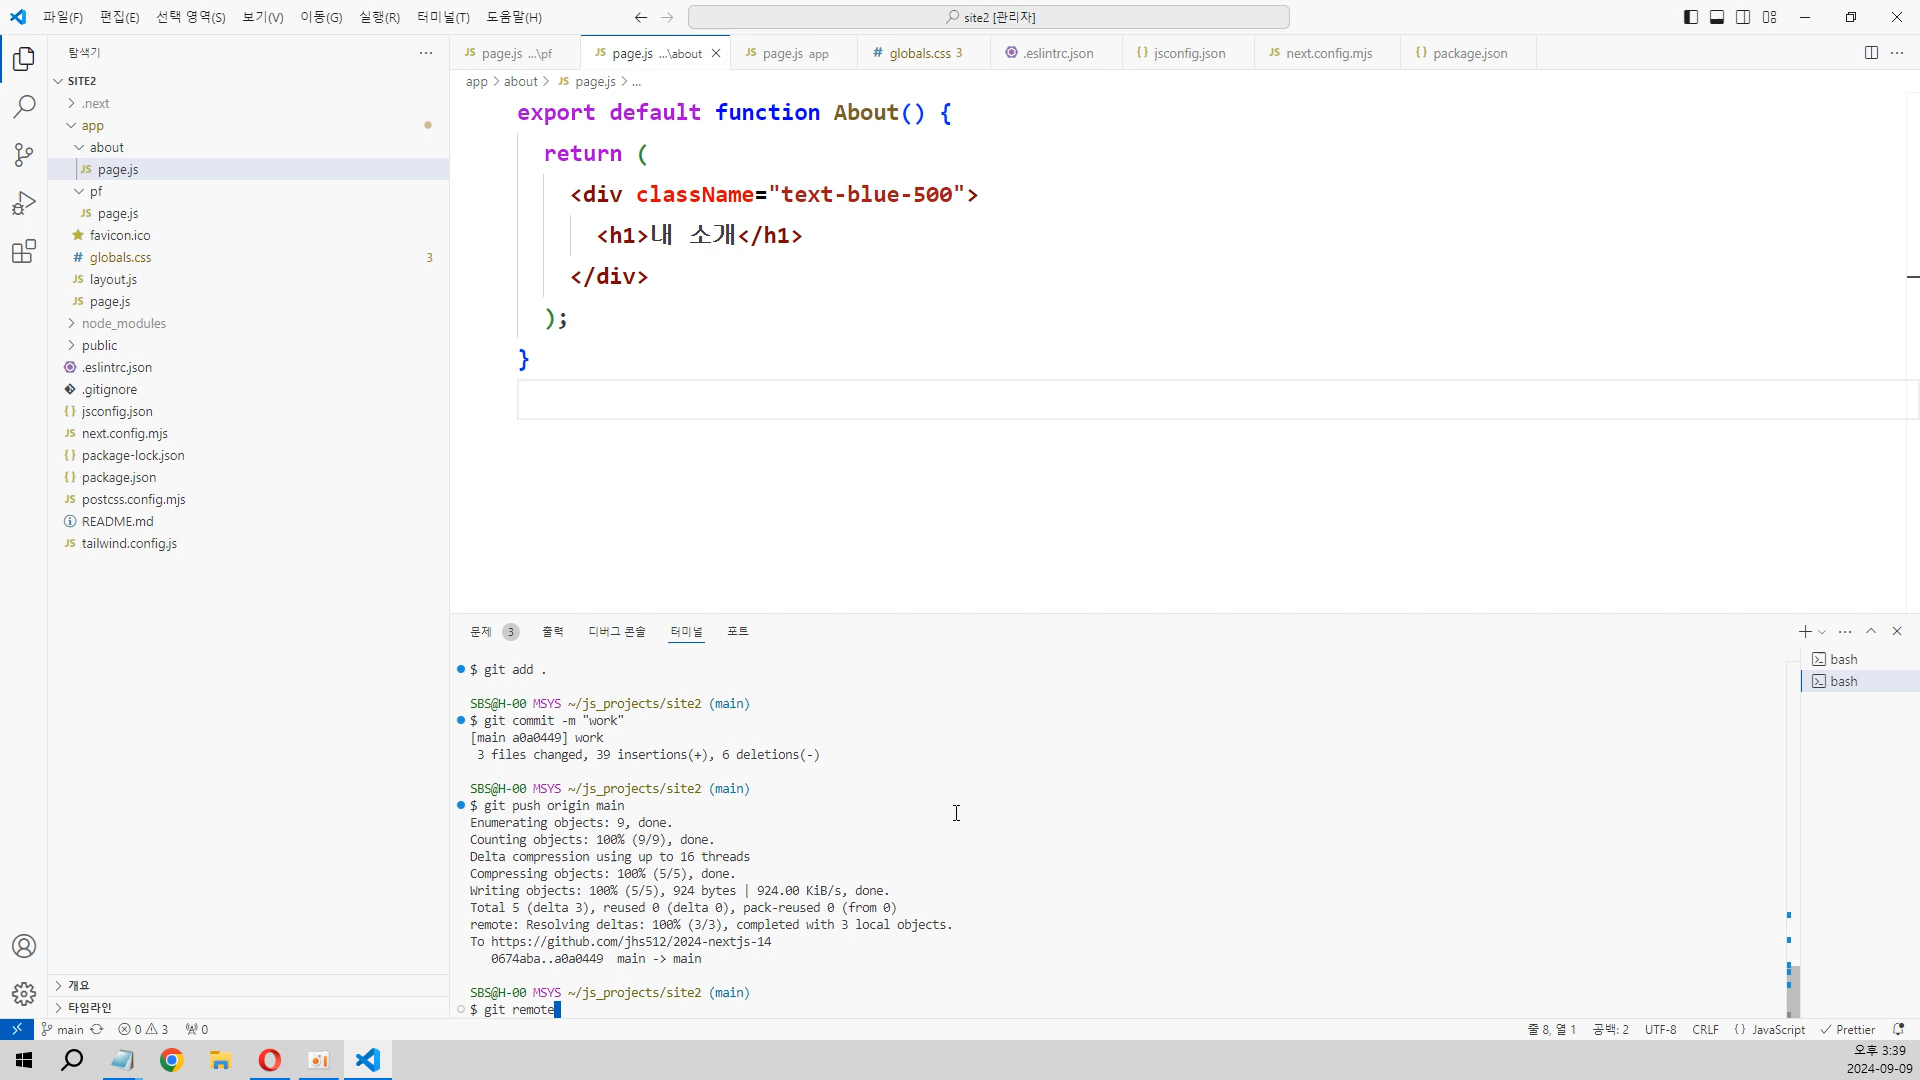 파일(F) 편집(E) 선택 영역(S) 보기(V) 이동(G) 실행(R) 터미널(T) 도움말(H)
site2 [관리자]
탐색기
SITE2
.next
app
about
JS page.js
pf
JS page.js
favicon.ico
# globals.css 3
JS layout.js
JS page.js
node_modules
public
.eslintrc.json
.gitignore
{} jsconfig.json
JS next.config.mjs
{} package-lock.json
{} package.json
JS postcss.config.mjs
README.md
JS tailwind.config.js
개요
타임라인
JS page.js ...\pf
JS page.js ...\about
JS page.js app
# globals.css 3
.eslintrc.json
{} jsconfig.json
JS next.config.mjs
{} package.json
app > about > JS page.js > ...
export default function About() {
return (
<div className="text-blue-500">
<h1>내 소개</h1>
</div>
);
}
문제 3 출력 디버그 콘솔 터미널 포트
$ git add .
SBS@H-00 MSYS ~/js_projects/site2 (main)
$ git commit -m "work"
[main a0a0449] work
3 files changed, 39 insertions(+), 6 deletions(-)
SBS@H-00 MSYS ~/js_projects/site2 (main)
$ git push origin main
Enumerating objects: 9, done.
Counting objects: 100% (9/9), done.
Delta compression using up to 16 threads
Compressing objects: 100% (5/5), done.
Writing objects: 100% (5/5), 924 bytes | 924.00 KiB/s, done.
Total 5 (delta 3), reused 0 (delta 0), pack-reused 0 (from 0)
remote: Resolving deltas: 100% (3/3), completed with 3 local objects.
To https://github.com/jhs512/2024-nextjs-14
0674aba..a0a0449 main -> main
SBS@H-00 MSYS ~/js_projects/site2 (main)
$ git remote
bash
bash
main 0 3 0
줄 8, 열 1 공백: 2 UTF-8 CRLF {} JavaScript Prettier
오후 3:39
2024-09-09